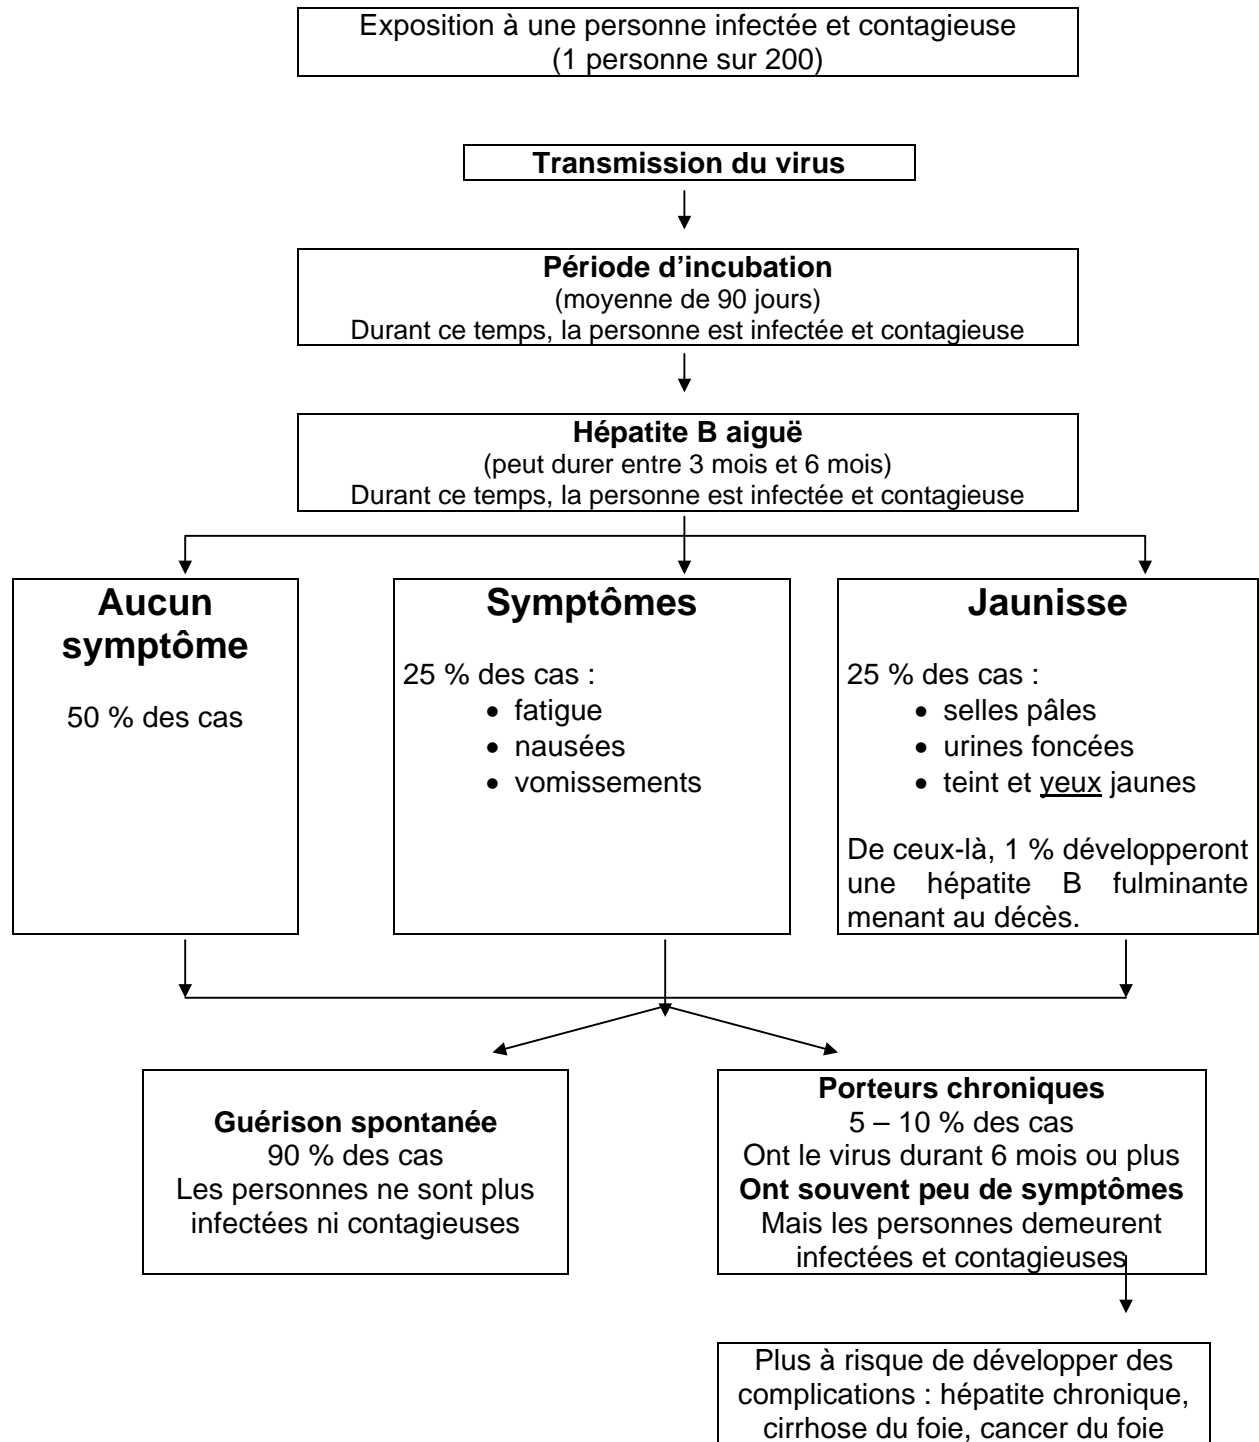 Exposition à une personne infectée et contagieuse
(1 personne sur 200)
Transmission du virus
Période d'incubation
(moyenne de 90 jours)
Durant ce temps, la personne est infectée et contagieuse
Hépatite B aiguë
(peut durer entre 3 mois et 6 mois)
Durant ce temps, la personne est infectée et contagieuse
Aucun
symptôme
50 % des cas
Symptômes
25 % des cas :
• fatigue
• nausées
• vomissements
Jaunisse
25 % des cas :
• selles pâles
• urines foncées
• teint et yeux jaunes
De ceux-là, 1 % développeront
une hépatite B fulminante
menant au décès.
Guérison spontanée
90 % des cas
Les personnes ne sont plus
infectées ni contagieuses
Porteurs chroniques
5 – 10 % des cas
Ont le virus durant 6 mois ou plus
Ont souvent peu de symptômes
Mais les personnes demeurent
infectées et contagieuses
Plus à risque de développer des
complications : hépatite chronique,
cirrhose du foie, cancer du foie